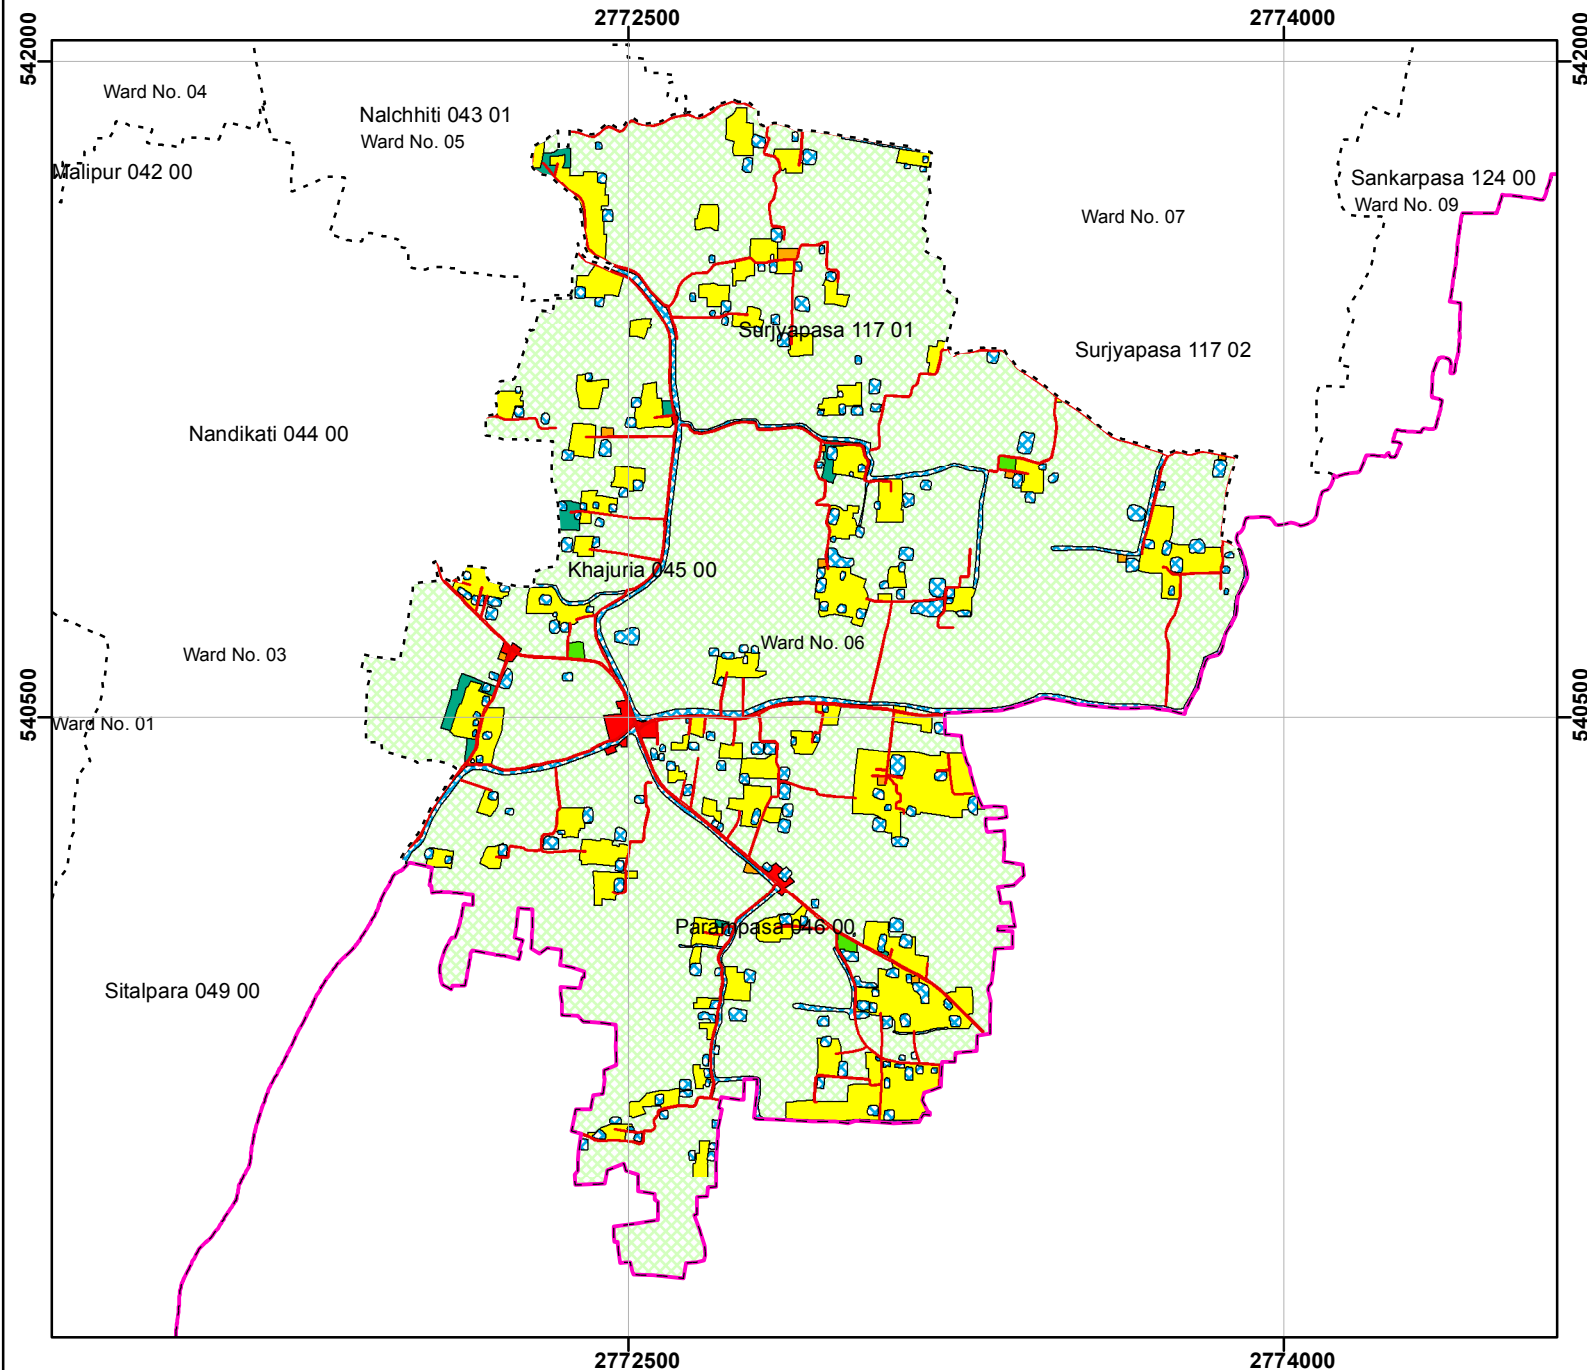 2772500
2774000
542000
542000
Ward No. 04
Nalchhiti 043 01
Ward No. 05
Malipur 042 00
Sankarpasa 124 00
Ward No. 09
Ward No. 07
Surjyapasa 117 01
Surjyapasa 117 02
Nandikati 044 00
Khajuria 045 00
Ward No. 06
Ward No. 03
540500
540500
Ward No. 01
Parampasa 046 00
Sitalpara 049 00
2772500
2774000